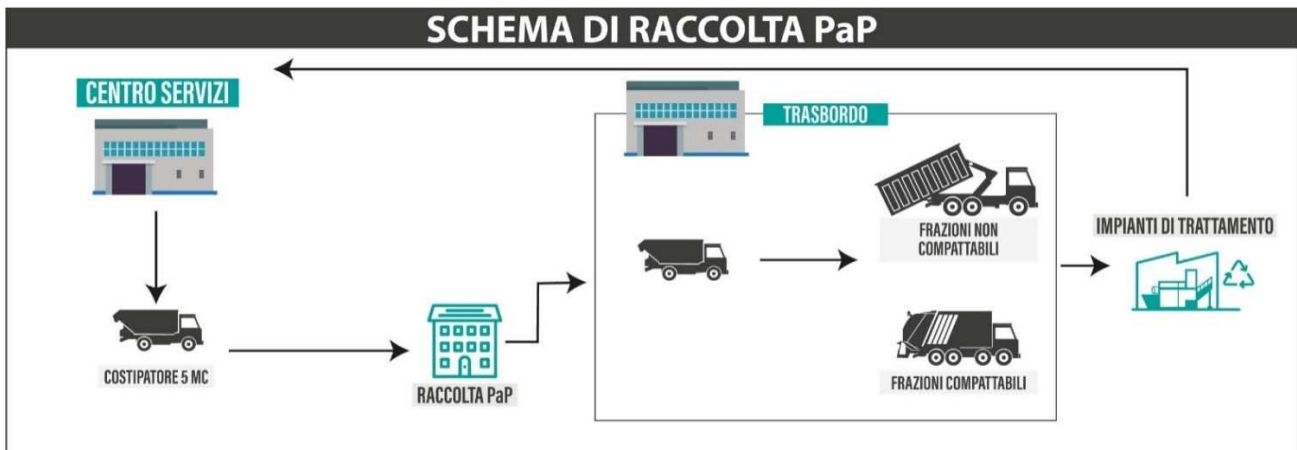 SCHEMA DI RACCOLTA PaP
CENTRO SERVIZI
TRASBORDO
FRAZIONI NON
COMPATTABILI
IMPIANTI DI TRATTAMENTO
COSTIPATORE 5 MC
RACCOLTA PaP
FRAZIONI COMPATTABILI